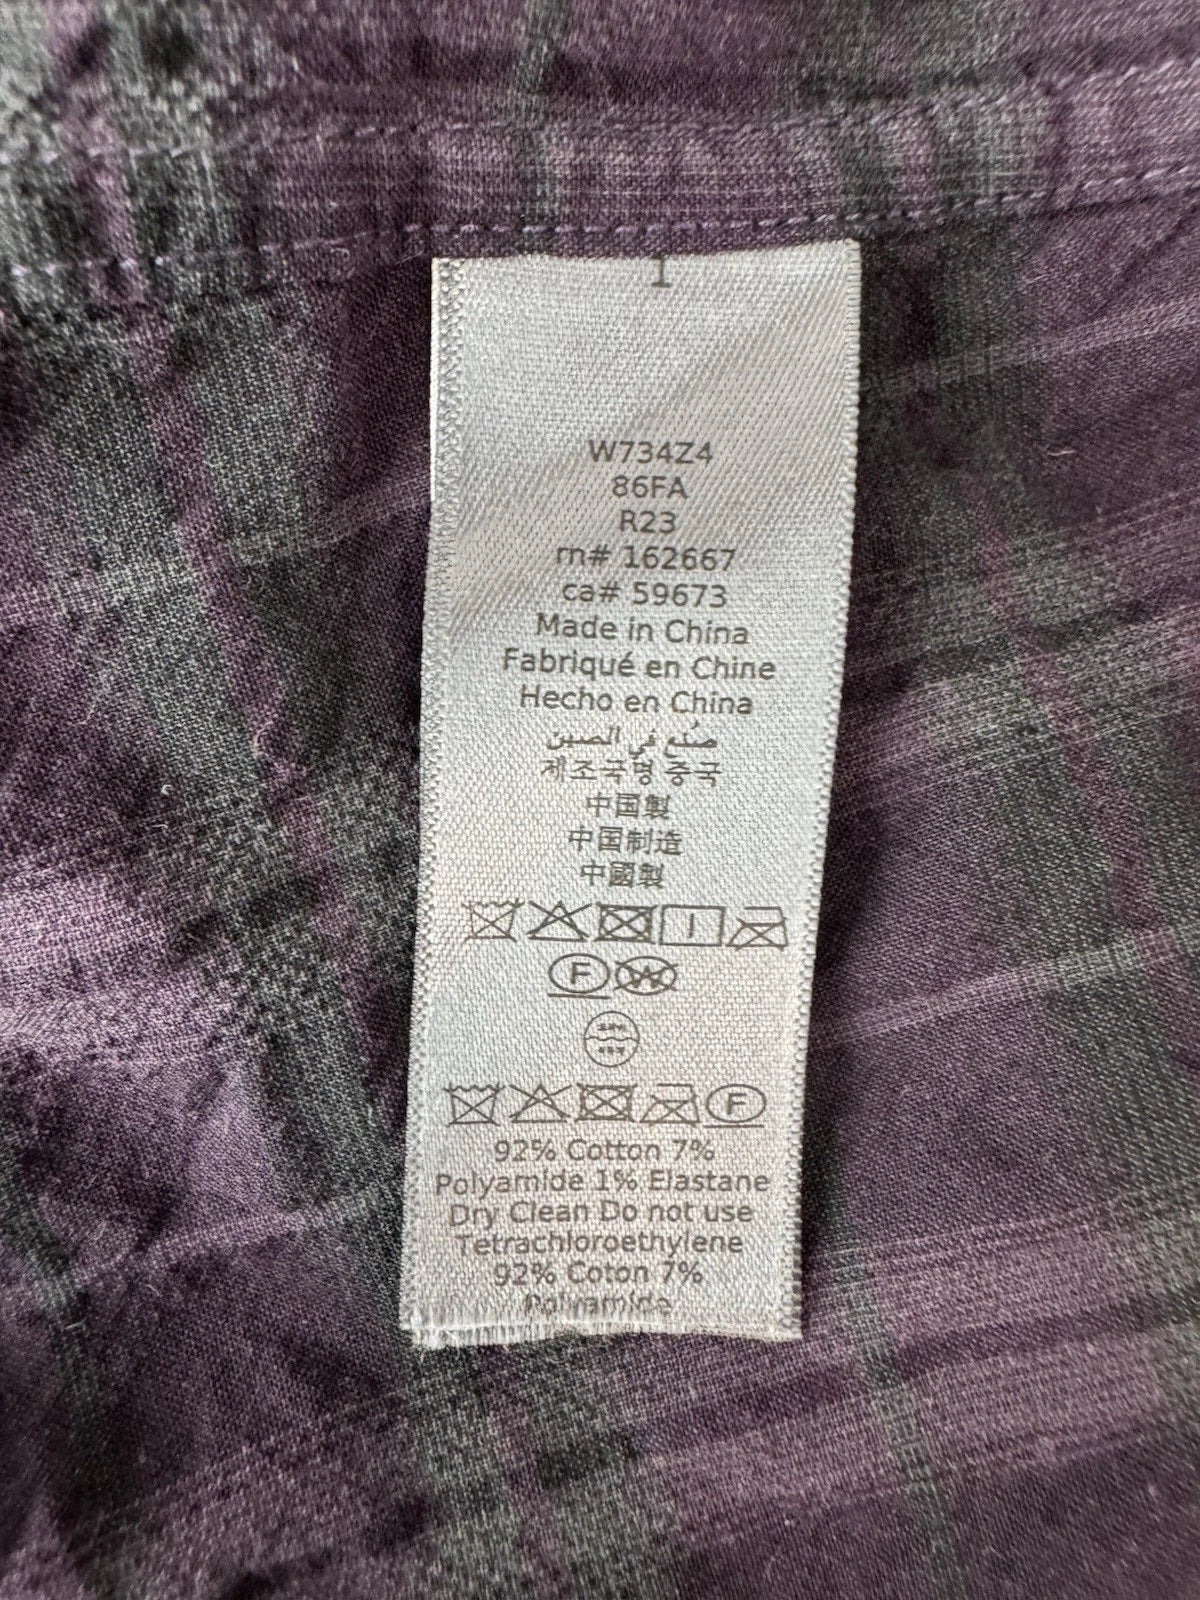 1
W734Z4
86FA
R23
rn# 162667
ca# 59673
Made in China
Fabriqué en Chine
Hecho en China
صُنع في الصين
제조국명 중국
中国製
中国制造
中國製
F W
F
92% Cotton 7%
Polyamide 1% Elastane
Dry Clean Do not use
Tetrachloroethylene
92% Coton 7%
Polyamide